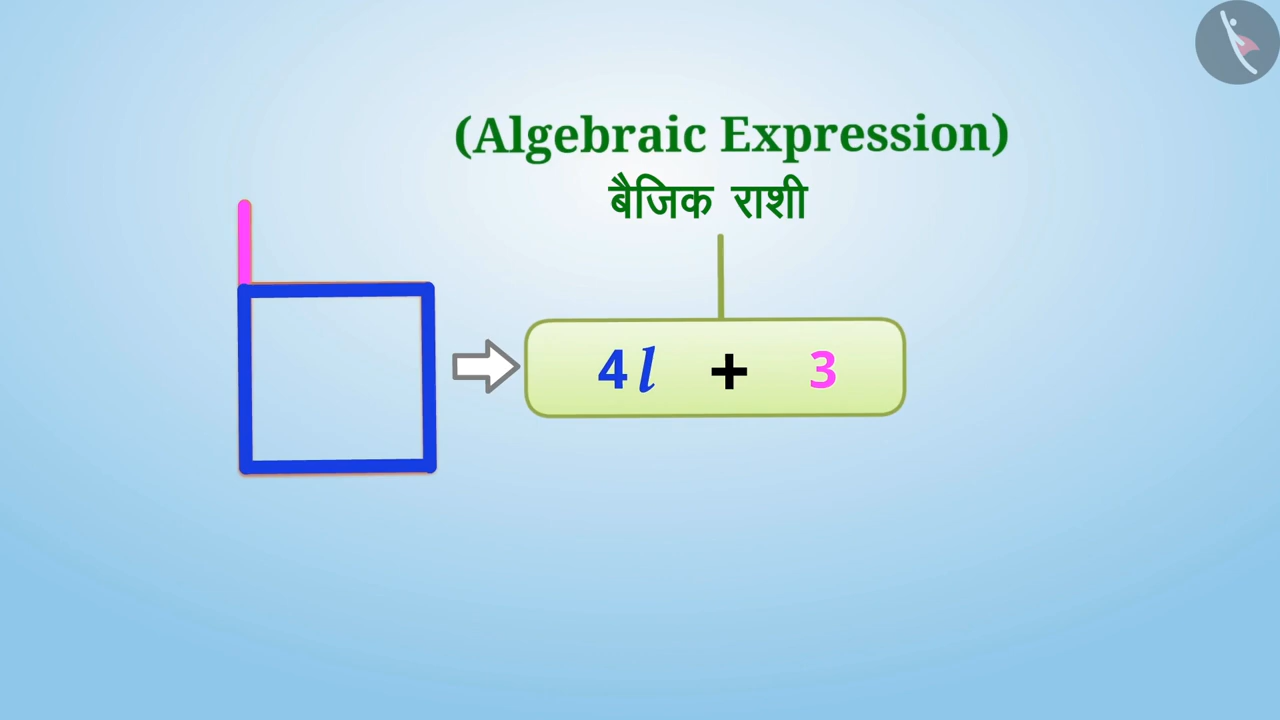 (Algebraic Expression)
बैजिक राशी
4l + 3